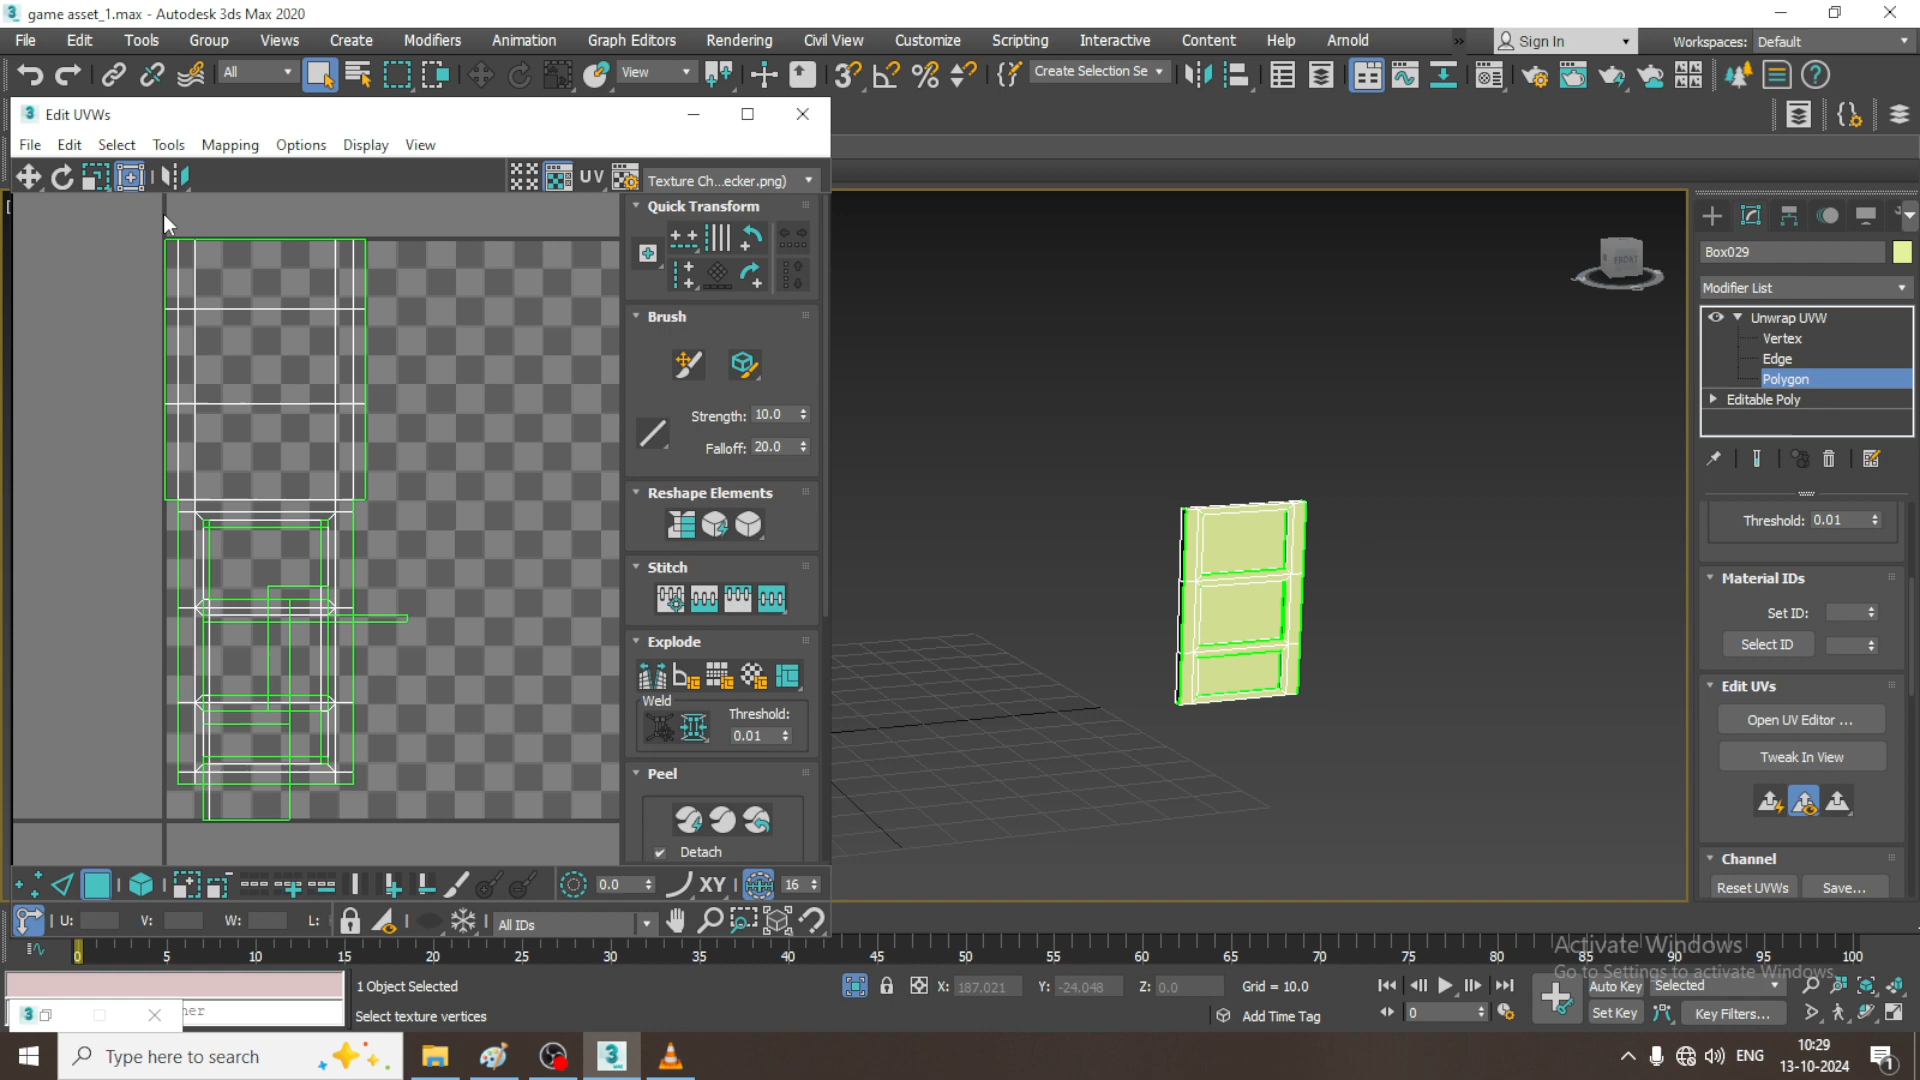 game asset_1.max - Autodesk 3ds Max 2020
File Edit Tools Group Views Create Modifiers Animation Graph Editors Rendering Civil View Customize Scripting Interactive Content Help Arnold
Sign In
Workspaces: Default
All
View
Create Selection Se
Edit UVWs
File Edit Select Tools Mapping Options Display View
UV
Texture Ch...ecker.png)
Quick Transform
Brush
Strength: 10.0
Falloff: 20.0
Reshape Elements
Stitch
Explode
Weld
Threshold:
0.01
Peel
Detach
FRONT
Box029
Modifier List
Unwrap UVW
Vertex
Edge
Polygon
Editable Poly
Threshold: 0.01
Material IDs
Set ID:
Select ID
Edit UVs
Open UV Editor ...
Tweak In View
Channel
Reset UVWs
Save...
0.0
XY
16
U:
V:
W:
L:
All IDs
0 5 10 15 20 25 30 35 40 45 50 55 60 65 70 75 80 85 90 95 100
Activate Windows
Go to Settings to activate Windows.
1 Object Selected
Select texture vertices
X: 187.021
Y: -24.048
Z: 0.0
Grid = 10.0
Add Time Tag
0
Auto Key
Selected
Set Key
Key Filters...
Type here to search
ENG
10:29
13-10-2024
1